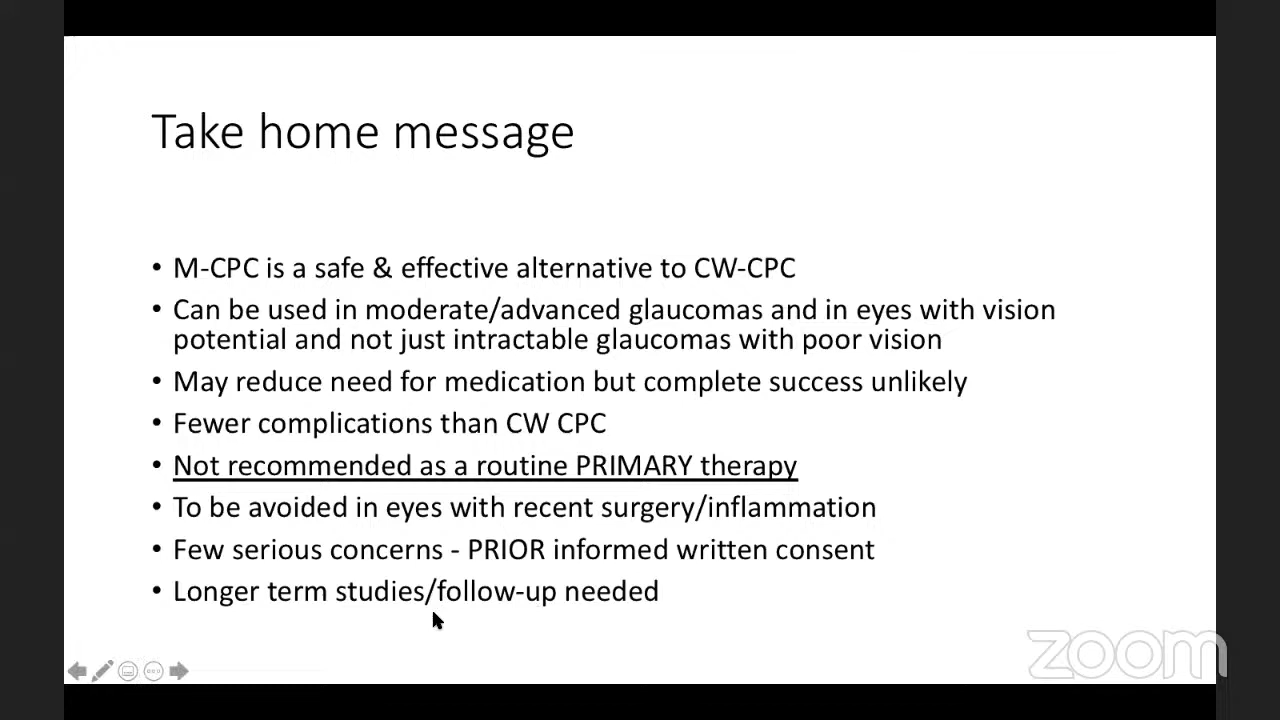 Take home message
• M-CPC is a safe & effective alternative to CW-CPC
• Can be used in moderate/advanced glaucomas and in eyes with vision
potential and not just intractable glaucomas with poor vision
• May reduce need for medication but complete success unlikely
• Fewer complications than CW CPC
• Not recommended as a routine PRIMARY therapy
• To be avoided in eyes with recent surgery/inflammation
• Few serious concerns - PRIOR informed written consent
• Longer term studies/follow-up needed
zoom